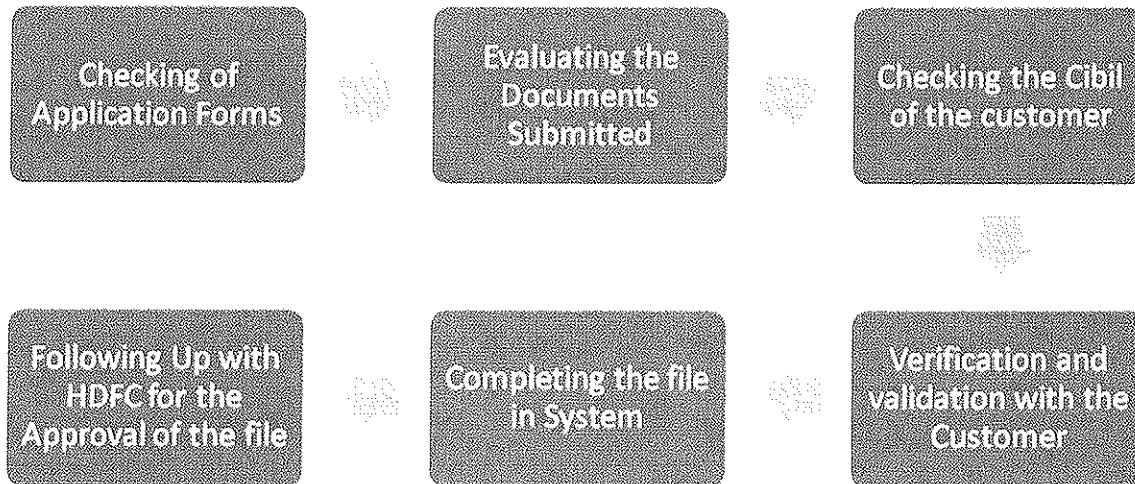 Checking of
Application Forms
Evaluating the
Documents
Submitted
Checking the Cibil
of the customer
Verification and
validation with the
Customer
Completing the file
in System
Following Up with
HDFC for the
Approval of the file